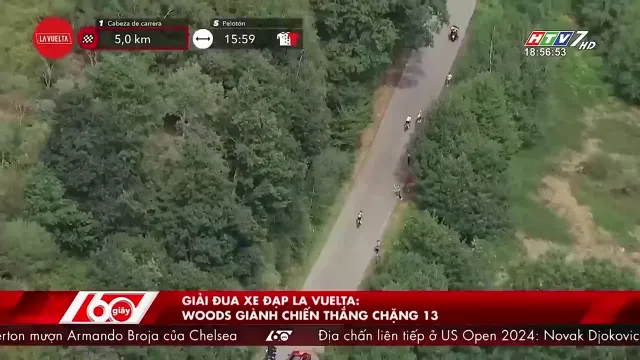 1 Cabeza de carrera
5 Pelotón
LA VUELTA
5,0 km
15:59
HTV7 HD
18:56:53
60 giây
GIẢI ĐUA XE ĐẠP LA VUELTA:
WOODS GIÀNH CHIẾN THẮNG CHẶNG 13
erton mượn Armando Broja của Chelsea 60 Địa chấn liên tiếp ở US Open 2024: Novak Djokovic